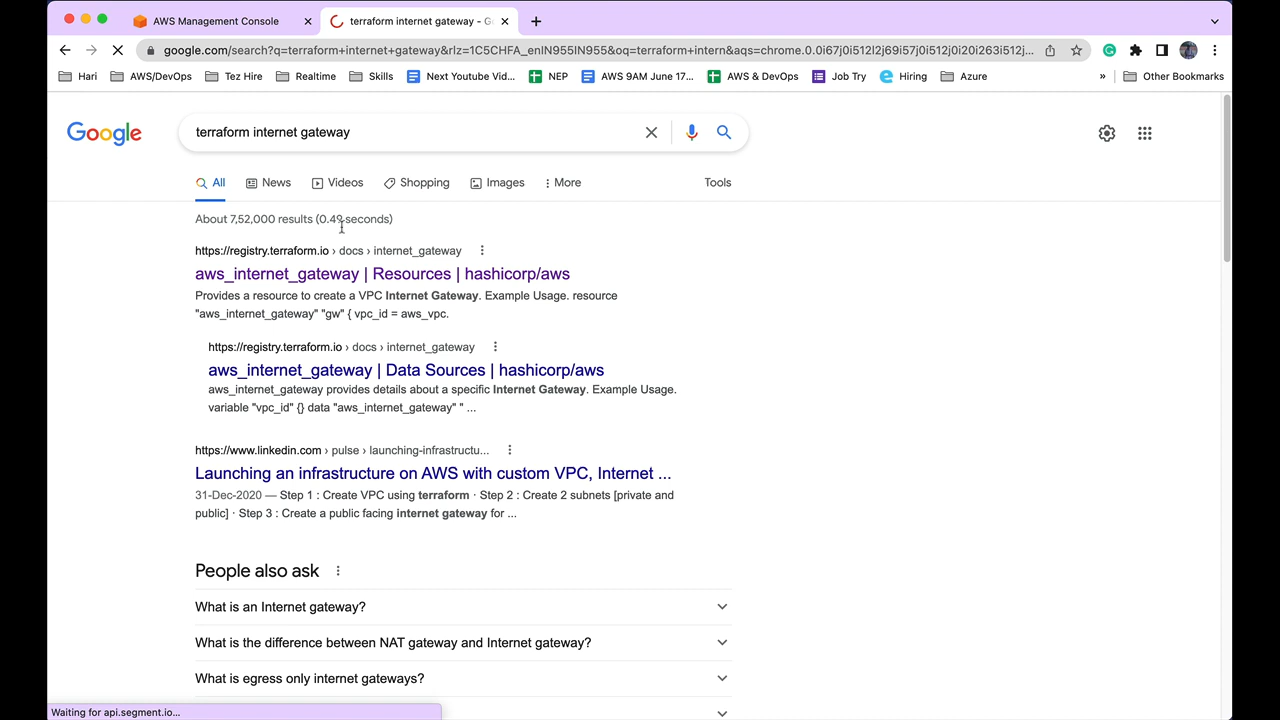 AWS Management Console
terraform internet gateway - G
google.com/search?q=terraform+internet+gateway&rlz=1C5CHFA_enIN955IN955&oq=terraform+intern&aqs=chrome.0.0i67j0i512l2j69i57j0i512j0i20i263i512j...
Hari AWS/DevOps Tez Hire Realtime Skills Next Youtube Vid... NEP AWS 9AM June 17... AWS & DevOps Job Try Hiring Azure » Other Bookmarks
Google
terraform internet gateway
All News Videos Shopping Images More Tools
About 7,52,000 results (0.49 seconds)
https://registry.terraform.io › docs › internet_gateway
aws_internet_gateway | Resources | hashicorp/aws
Provides a resource to create a VPC Internet Gateway. Example Usage. resource
"aws_internet_gateway" "gw" { vpc_id = aws_vpc.
https://registry.terraform.io › docs › internet_gateway
aws_internet_gateway | Data Sources | hashicorp/aws
aws_internet_gateway provides details about a specific Internet Gateway. Example Usage.
variable "vpc_id" {} data "aws_internet_gateway" " ...
https://www.linkedin.com › pulse › launching-infrastructu...
Launching an infrastructure on AWS with custom VPC, Internet ...
31-Dec-2020 — Step 1 : Create VPC using terraform · Step 2 : Create 2 subnets [private and
public] · Step 3 : Create a public facing internet gateway for ...
People also ask
What is an Internet gateway?
What is the difference between NAT gateway and Internet gateway?
What is egress only internet gateways?
Waiting for api.segment.io...